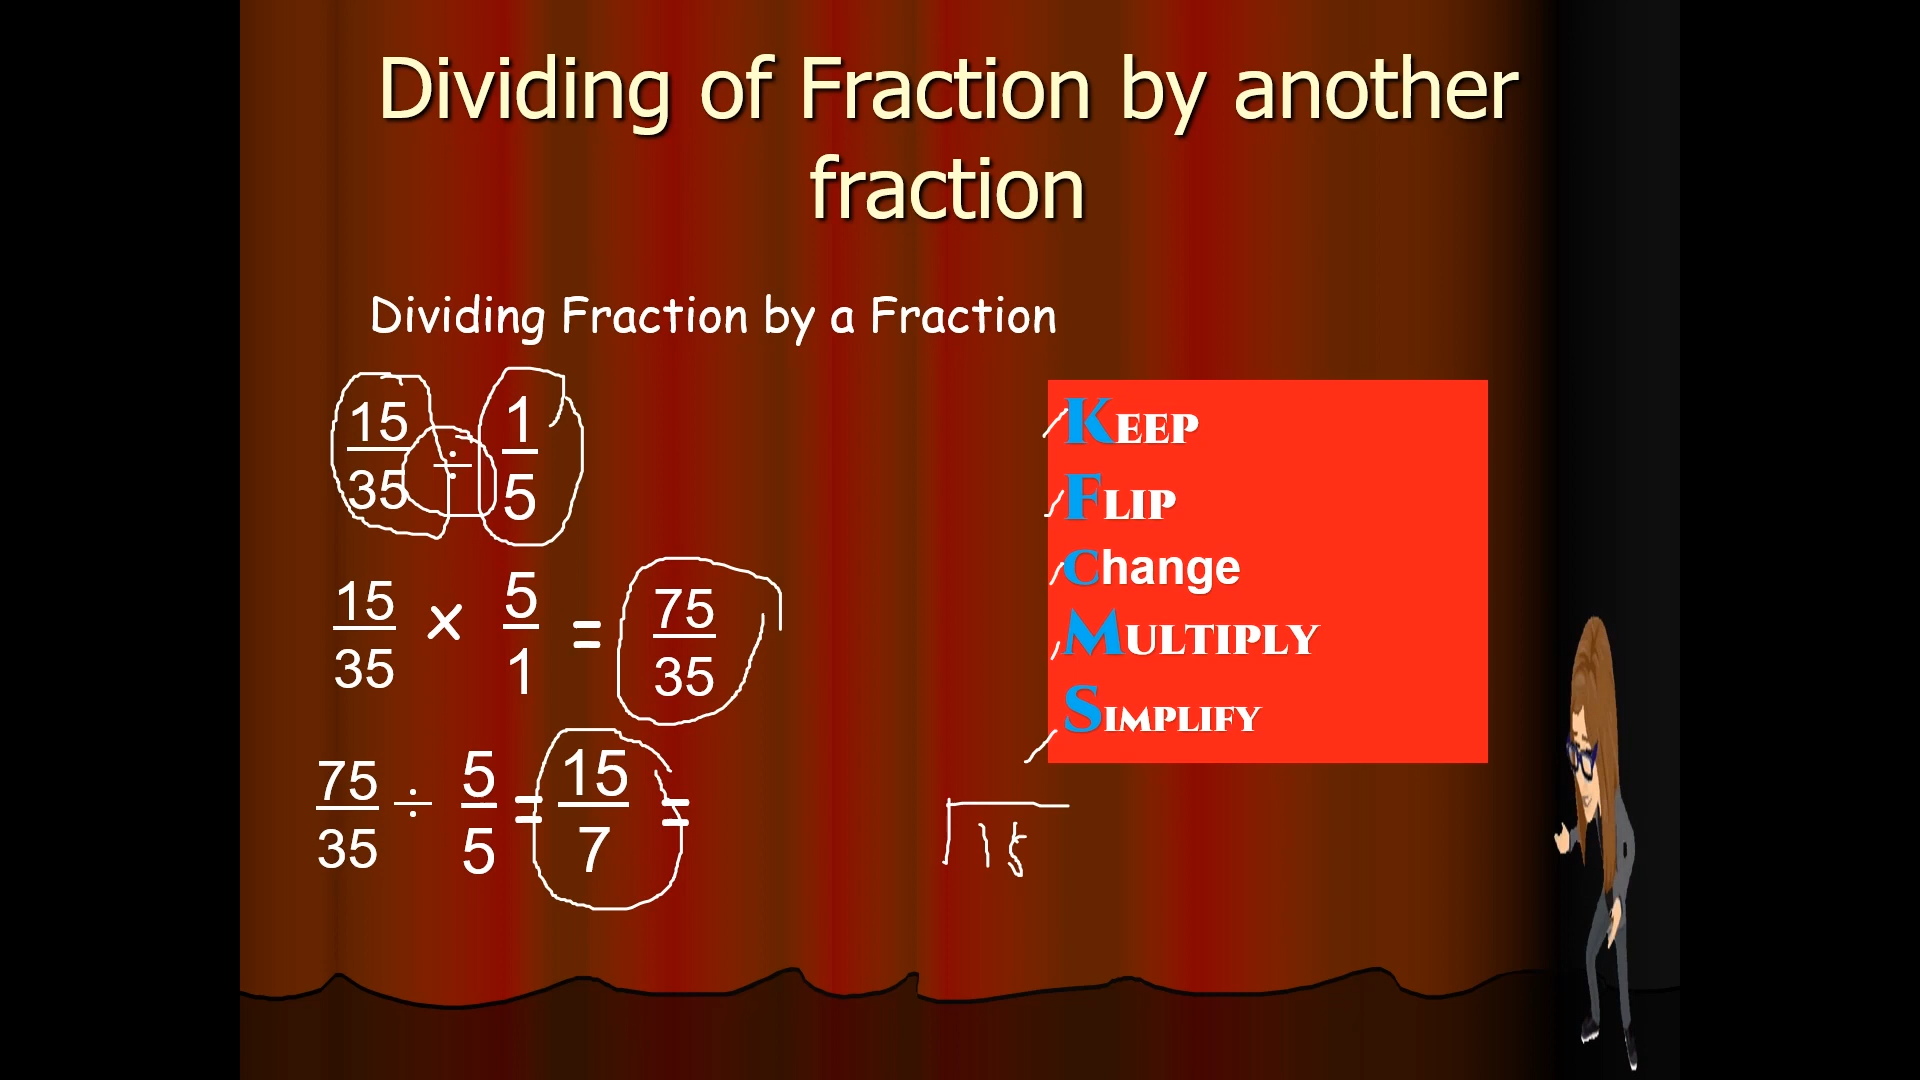 Dividing of Fraction by another
fraction
Dividing Fraction by a Fraction
15/35 ÷ 1/5
15/35 × 5/1 = 75/35
75/35 ÷ 5/5 = 15/7 =
KEEP
FLIP
Change
MULTIPLY
SIMPLIFY
15